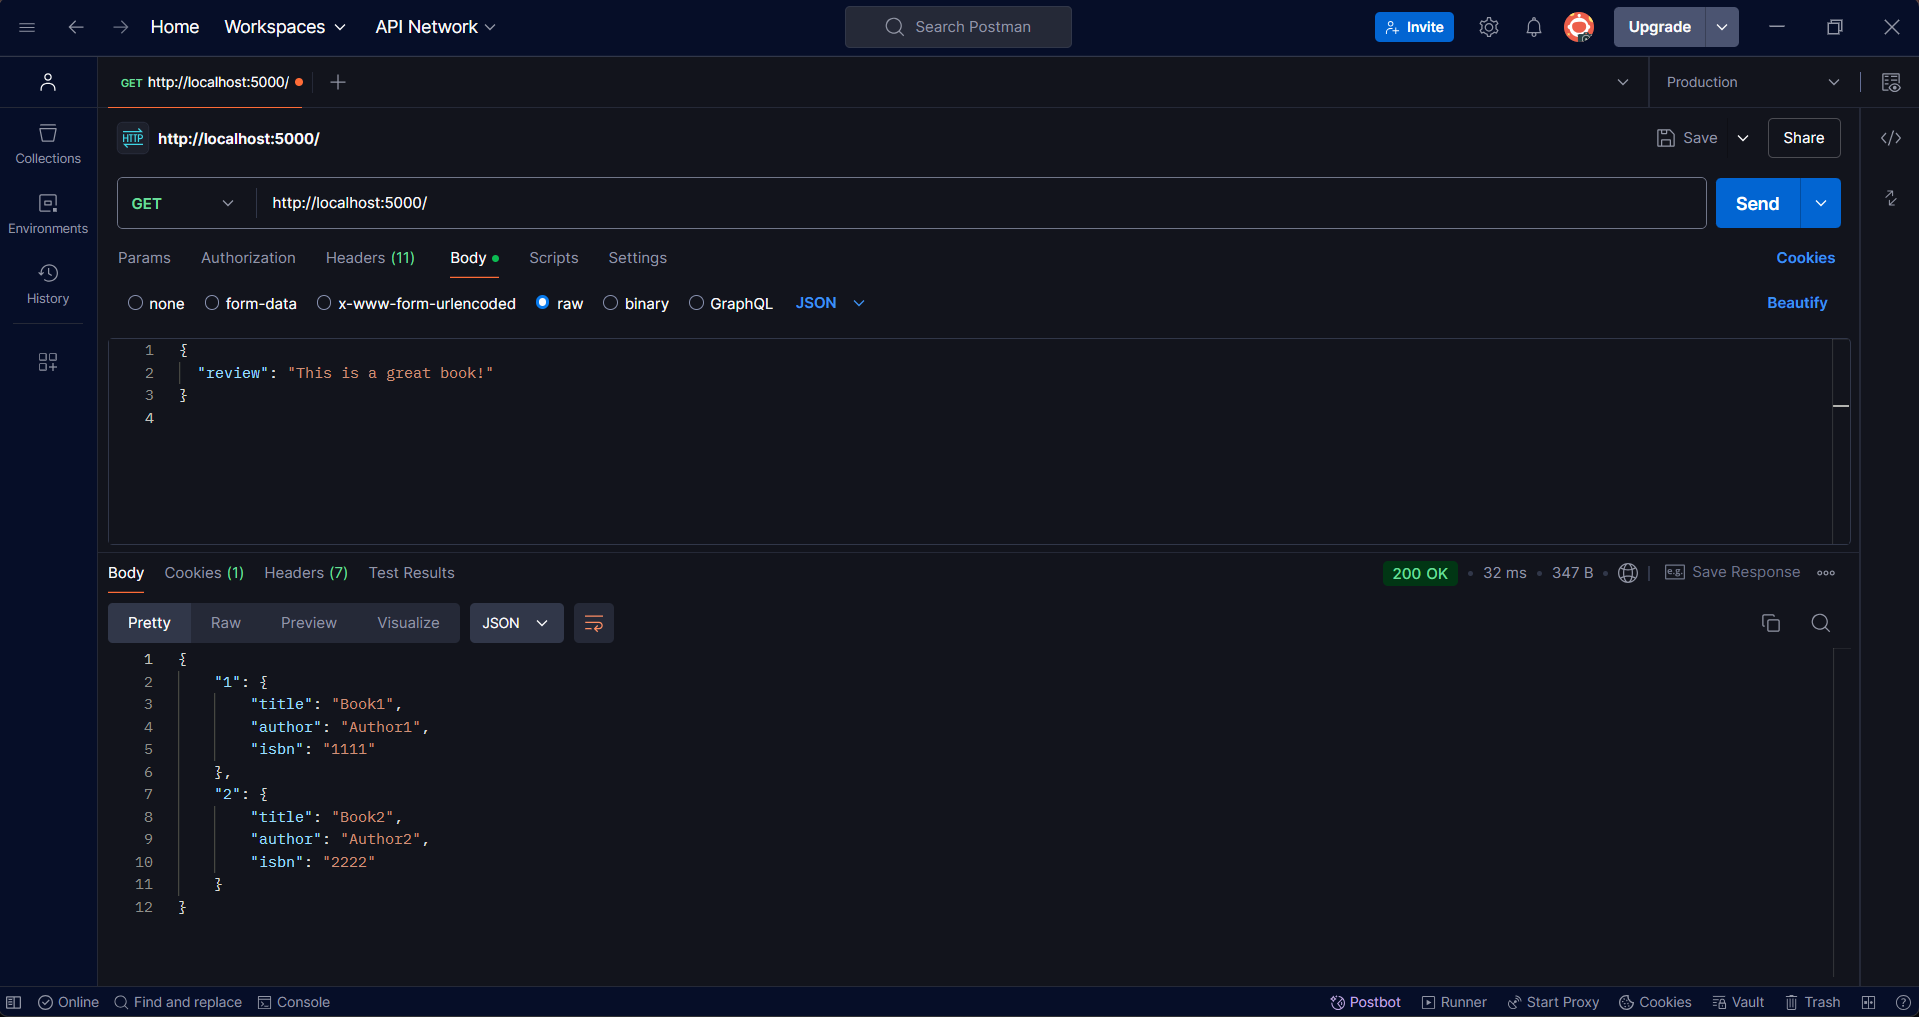 Home Workspaces API Network Search Postman Invite Upgrade
GET http://localhost:5000/ Production
HTTP http://localhost:5000/ Save Share
Collections
GET http://localhost:5000/ Send
Environments
Params Authorization Headers (11) Body Scripts Settings Cookies
History
none form-data x-www-form-urlencoded raw binary GraphQL JSON Beautify
1 {
2 "review": "This is a great book!"
3 }
4
Body Cookies (1) Headers (7) Test Results 200 OK 32 ms 347 B e.g. Save Response
Pretty Raw Preview Visualize JSON
1 {
2 "1": {
3 "title": "Book1",
4 "author": "Author1",
5 "isbn": "1111"
6 },
7 "2": {
8 "title": "Book2",
9 "author": "Author2",
10 "isbn": "2222"
11 }
12 }
Online Find and replace Console Postbot Runner Start Proxy Cookies Vault Trash